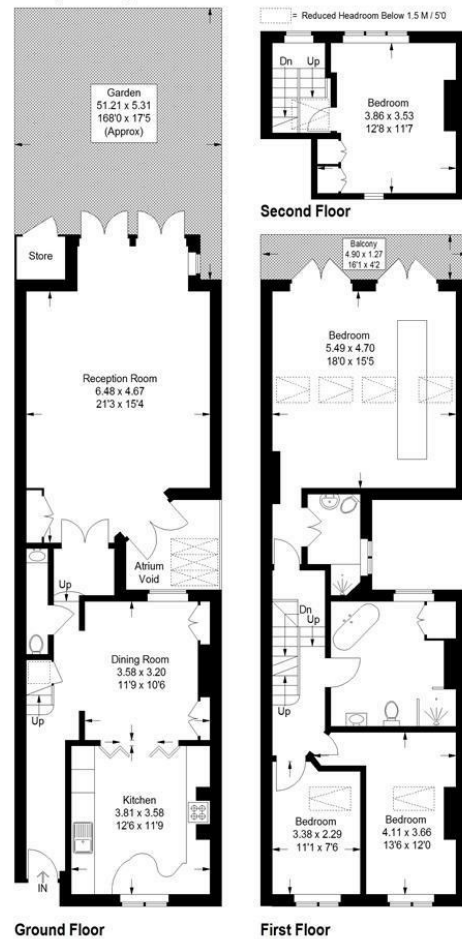 = Reduced Headroom Below 1.5 M / 5'0
Garden
51.21 x 5.31
168'0 x 17'5
(Approx)
Store
Reception Room
6.48 x 4.67
21'3 x 15'4
Atrium
Void
Up
Dining Room
3.58 x 3.20
11'9 x 10'6
Up
Kitchen
3.81 x 3.58
12'6 x 11'9
IN
Ground Floor
Dn Up
Bedroom
3.86 x 3.53
12'8 x 11'7
Second Floor
Balcony
4.90 x 1.27
16'1 x 4'2
Bedroom
5.49 x 4.70
18'0 x 15'5
Dn
Up
Up
Bedroom
3.38 x 2.29
11'1 x 7'6
Bedroom
4.11 x 3.66
13'6 x 12'0
First Floor